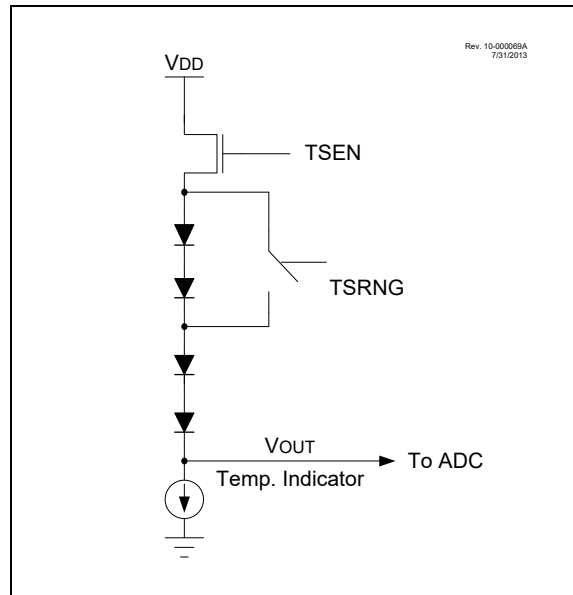 Rev. 10-000069A
7/31/2013
VDD
TSEN
TSRNG
VOUT
To ADC
Temp. Indicator